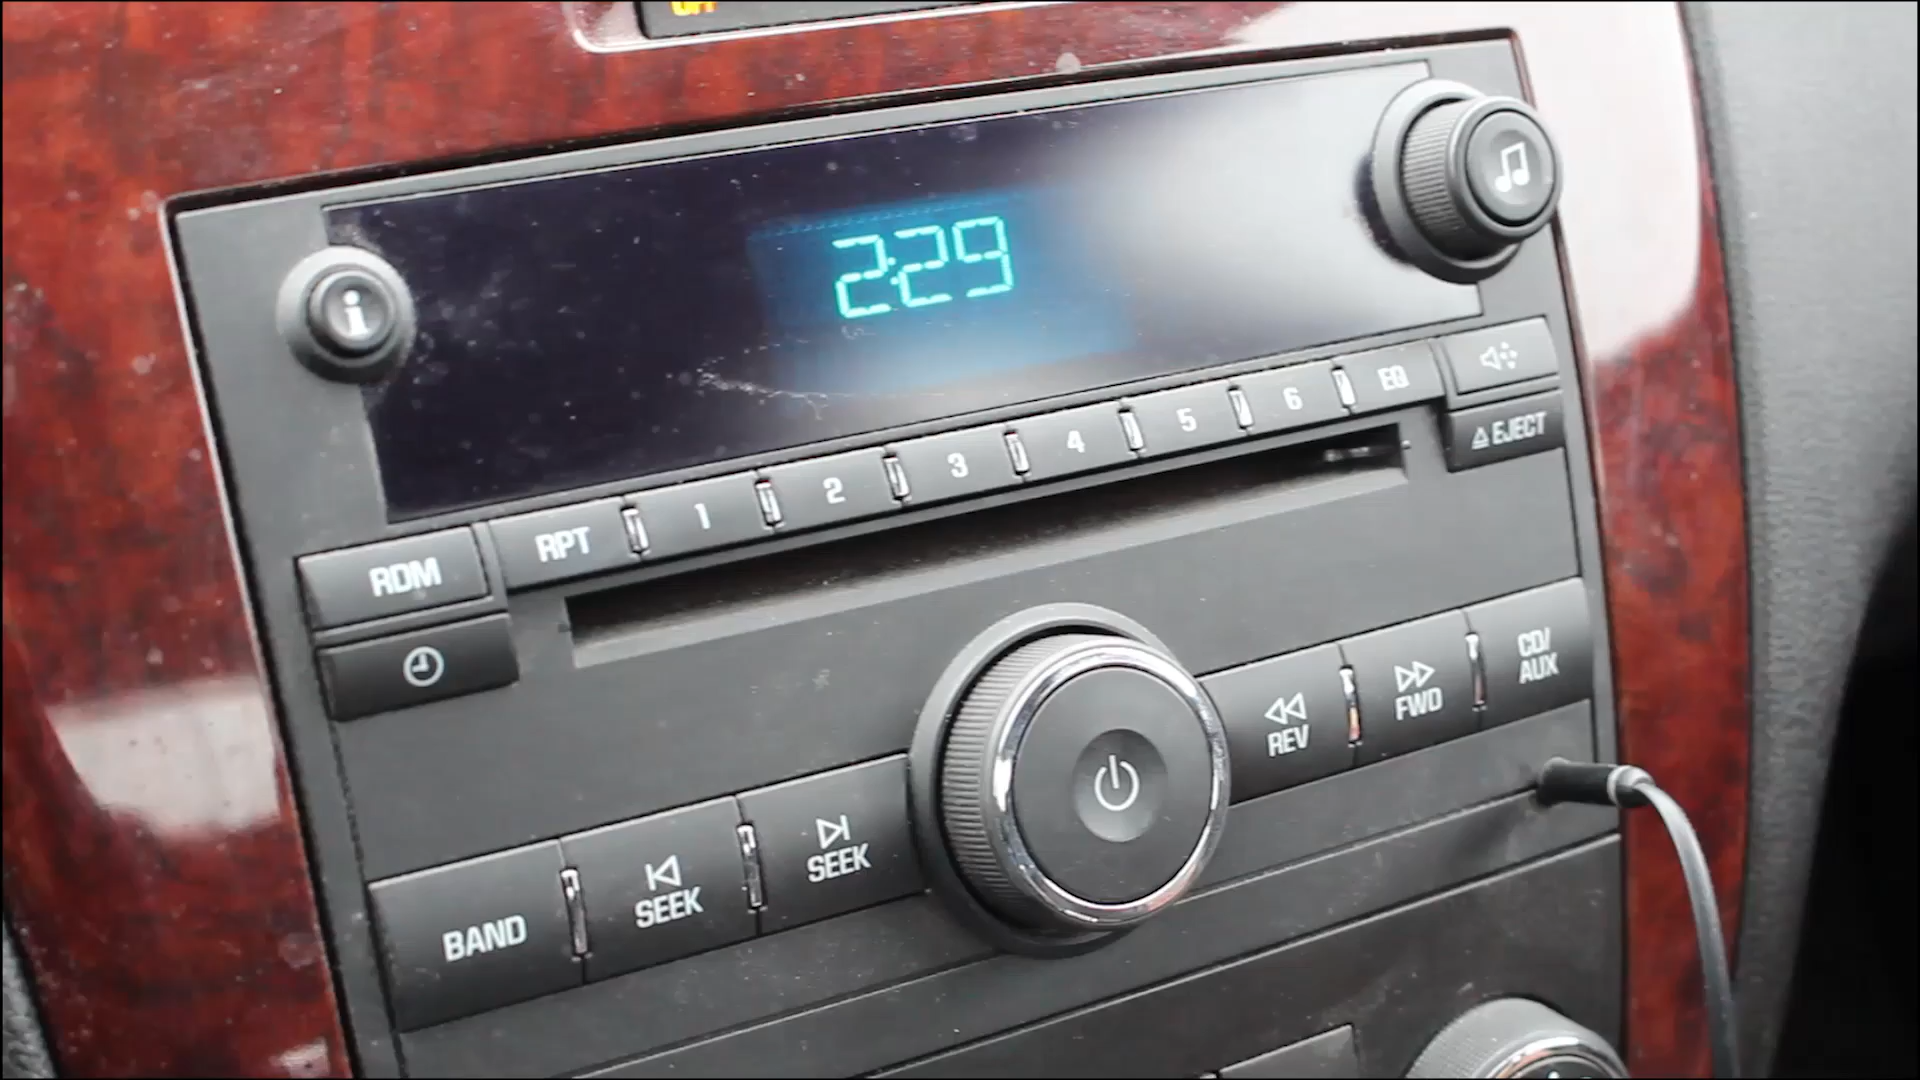 OFF
2:29
RPT 1 2 3 4 5 6 EQ
EJECT
RDM
BAND
SEEK
SEEK
REV
FWD
CD/
AUX